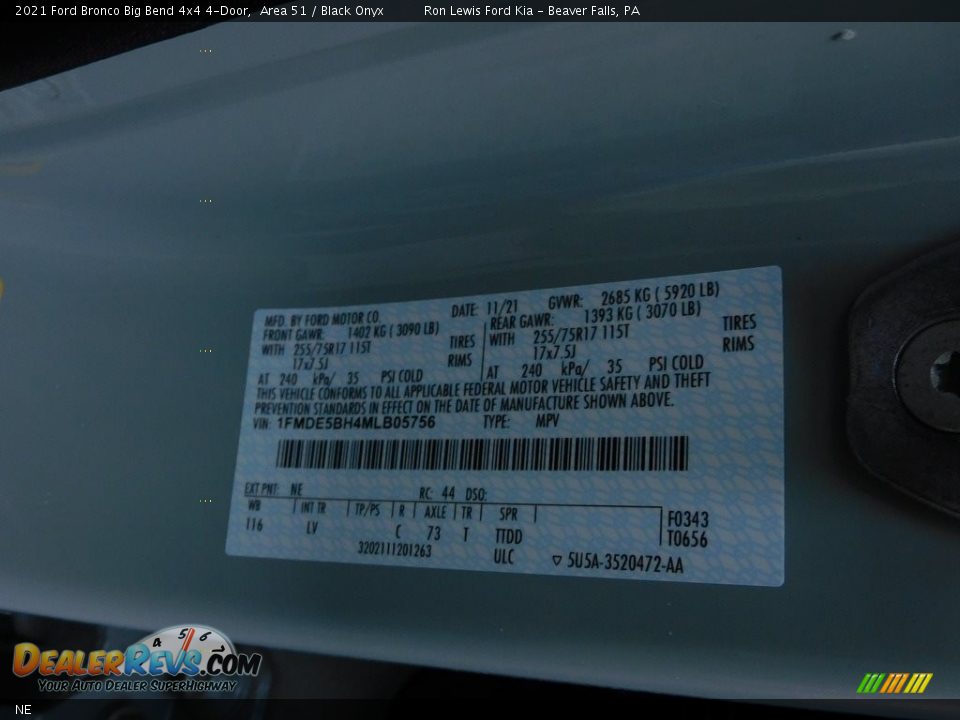 2021 Ford Bronco Big Bend 4x4 4-Door, Area 51 / Black Onyx Ron Lewis Ford Kia - Beaver Falls, PA
MFD. BY FORD MOTOR CO. DATE: 11/21 GVWR: 2685 KG ( 5920 LB)
FRONT GAWR: 1402 KG ( 3090 LB) REAR GAWR: 1393 KG ( 3070 LB)
WITH 255/75R17 115T TIRES WITH 255/75R17 115T TIRES
17x7.5J RIMS 17x7.5J RIMS
AT 240 kPa/ 35 PSI COLD AT 240 kPa/ 35 PSI COLD
THIS VEHICLE CONFORMS TO ALL APPLICABLE FEDERAL MOTOR VEHICLE SAFETY AND THEFT
PREVENTION STANDARDS IN EFFECT ON THE DATE OF MANUFACTURE SHOWN ABOVE.
VIN: 1FMDE5BH4MLB05756 TYPE: MPV
EXT PNT: NE RC: 44 DSO:
WB INT TR TP/PS R AXLE TR SPR F0343
116 LV C 73 T TTDD T0656
3202111201263 ULC ▽ 5U5A-3520472-AA
4 5 6
DEALERREVS.COM
YOUR AUTO DEALER SUPERHIGHWAY
NE